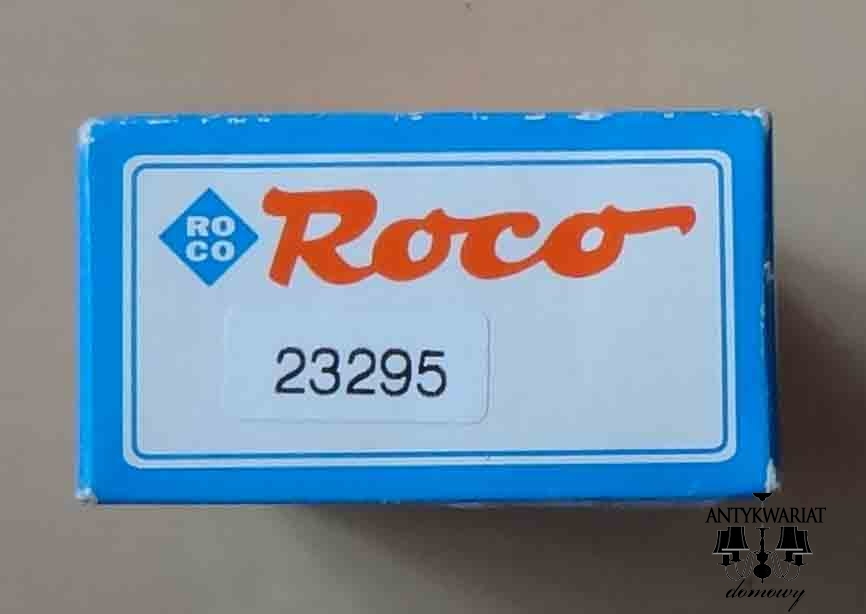 RO
CO
Roco
23295
ANTYKWARIAT
domowy